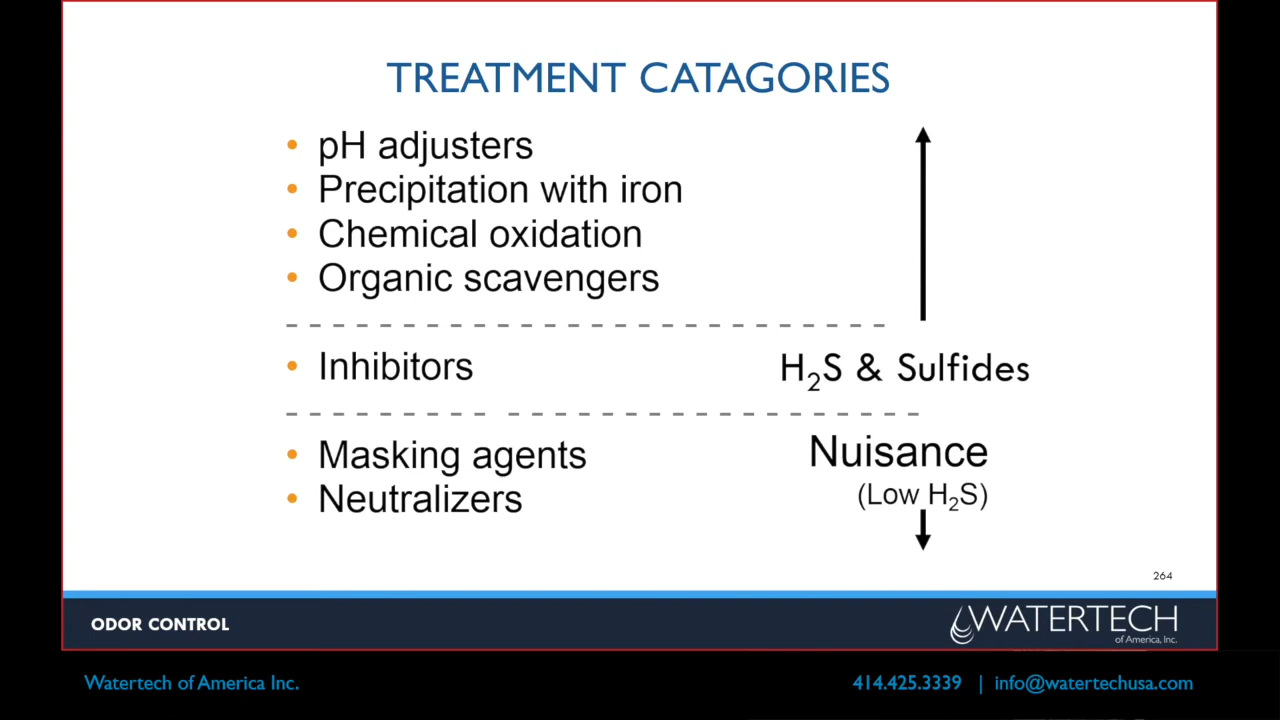 TREATMENT CATAGORIES
• pH adjusters
• Precipitation with iron
• Chemical oxidation
• Organic scavengers
• Inhibitors
H₂S & Sulfides
• Masking agents
• Neutralizers
Nuisance
(Low H₂S)
264
ODOR CONTROL
WATERTECH
of America, Inc.
Watertech of America Inc.
414.425.3339 | info@watertechusa.com